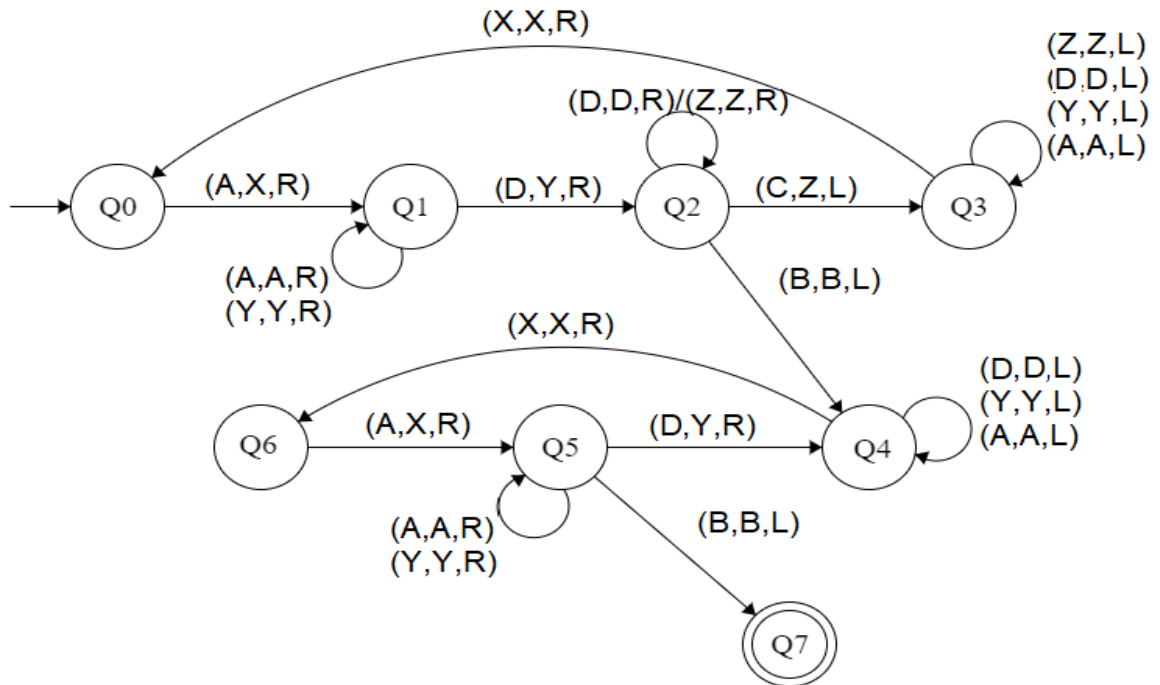 (X,X,R)
(Z,Z,L)
(D,D,L)
(Y,Y,L)
(A,A,L)
(D,D,R)/(Z,Z,R)
Q0
(A,X,R)
Q1
(D,Y,R)
Q2
(C,Z,L)
Q3
(A,A,R)
(Y,Y,R)
(B,B,L)
(X,X,R)
(D,D,L)
(Y,Y,L)
(A,A,L)
Q6
(A,X,R)
Q5
(D,Y,R)
Q4
(A,A,R)
(Y,Y,R)
(B,B,L)
Q7